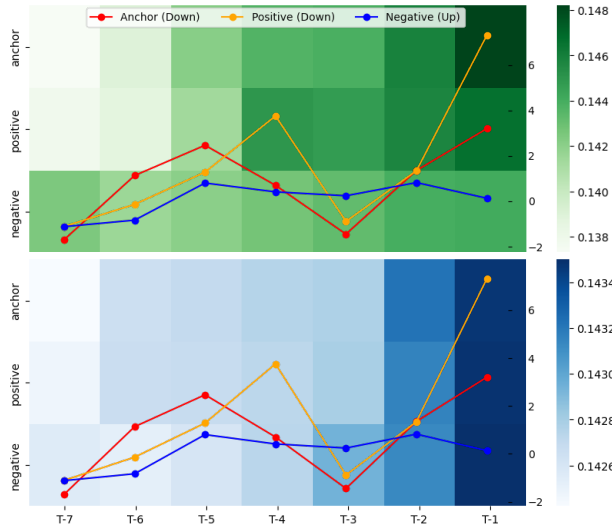 Anchor (Down) Positive (Down) Negative (Up)
anchor
positive
negative
6
4
2
0
−2
0.148
0.146
0.144
0.142
0.140
0.138
anchor
positive
negative
6
4
2
0
−2
0.1434
0.1432
0.1430
0.1428
0.1426
T-7 T-6 T-5 T-4 T-3 T-2 T-1